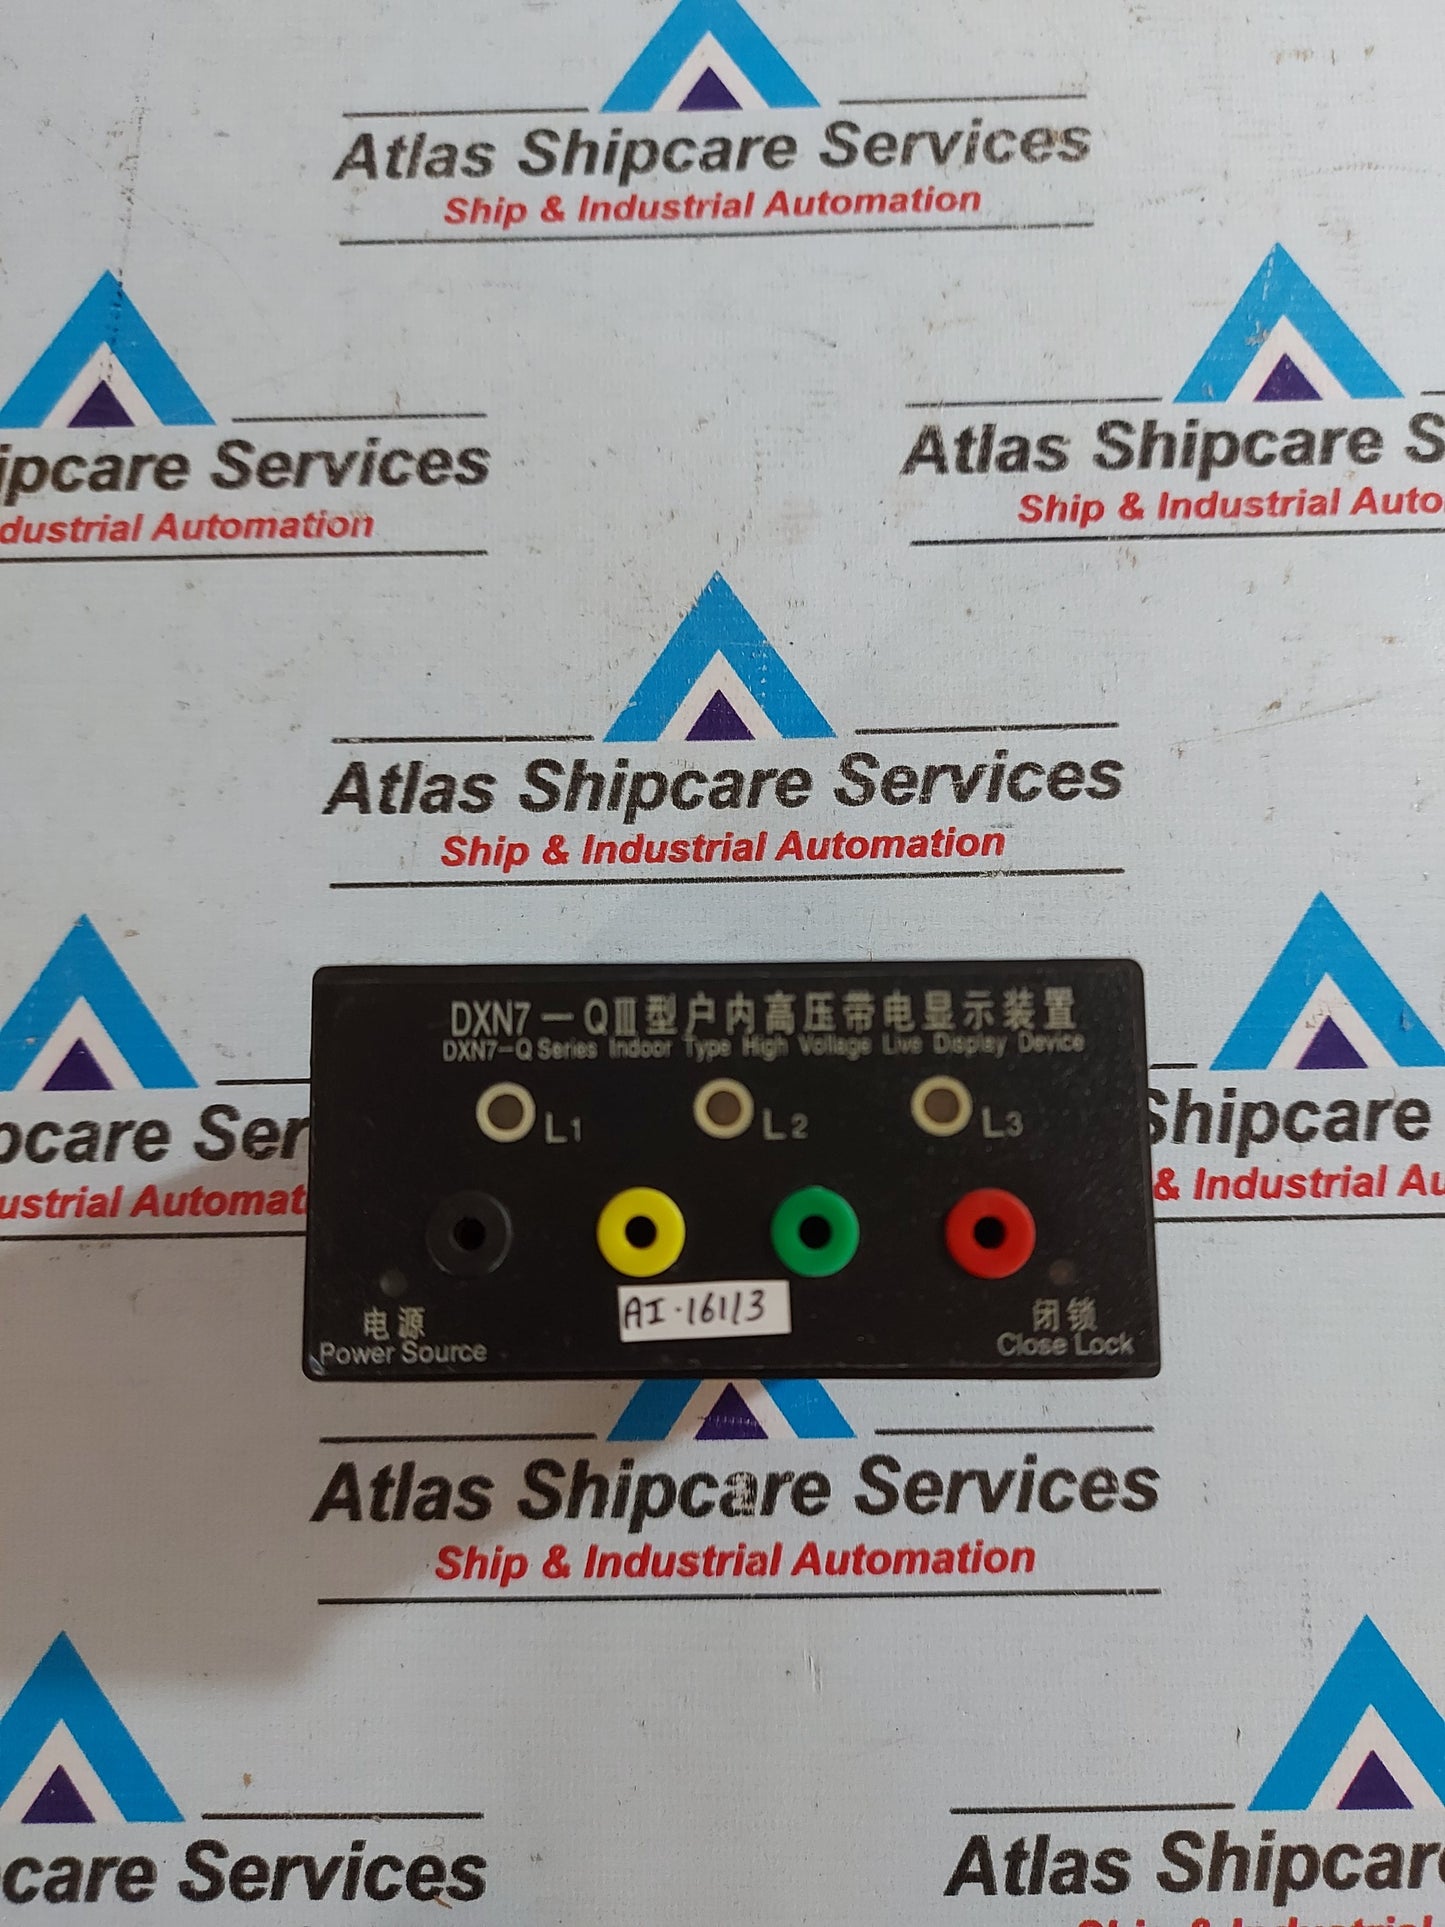 Atlas Shipcare Services
Ship & Industrial Automation
ipcare Services
dustrial Automation
Atlas Shipcare S
Ship & Industrial Auto
Atlas Shipcare Services
Ship & Industrial Automation
pcare Ser
ustrial Automat
Shipcare
& Industrial Au
DXN7-QⅢ型户内高压带电显示装置
DXN7-Q Series Indoor Type High Voltage Live Display Device
L1
L2
L3
AI-161/3
电源
Power Source
闭锁
Close Lock
Atlas Shipcare Services
Ship & Industrial Automation
care Services
Atlas Shipcar